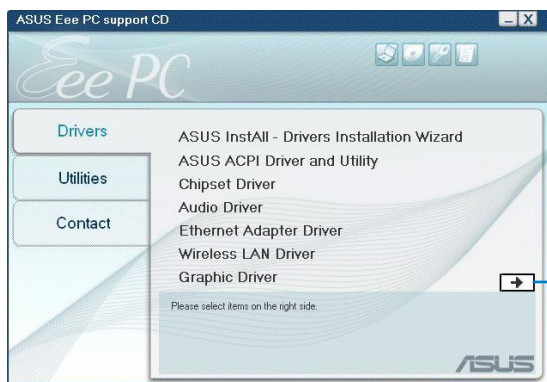 ASUS Eee PC support CD
Eee PC
Drivers
Utilities
Contact
ASUS InstAll - Drivers Installation Wizard
ASUS ACPI Driver and Utility
Chipset Driver
Audio Driver
Ethernet Adapter Driver
Wireless LAN Driver
Graphic Driver
Please select items on the right side.
ASUS